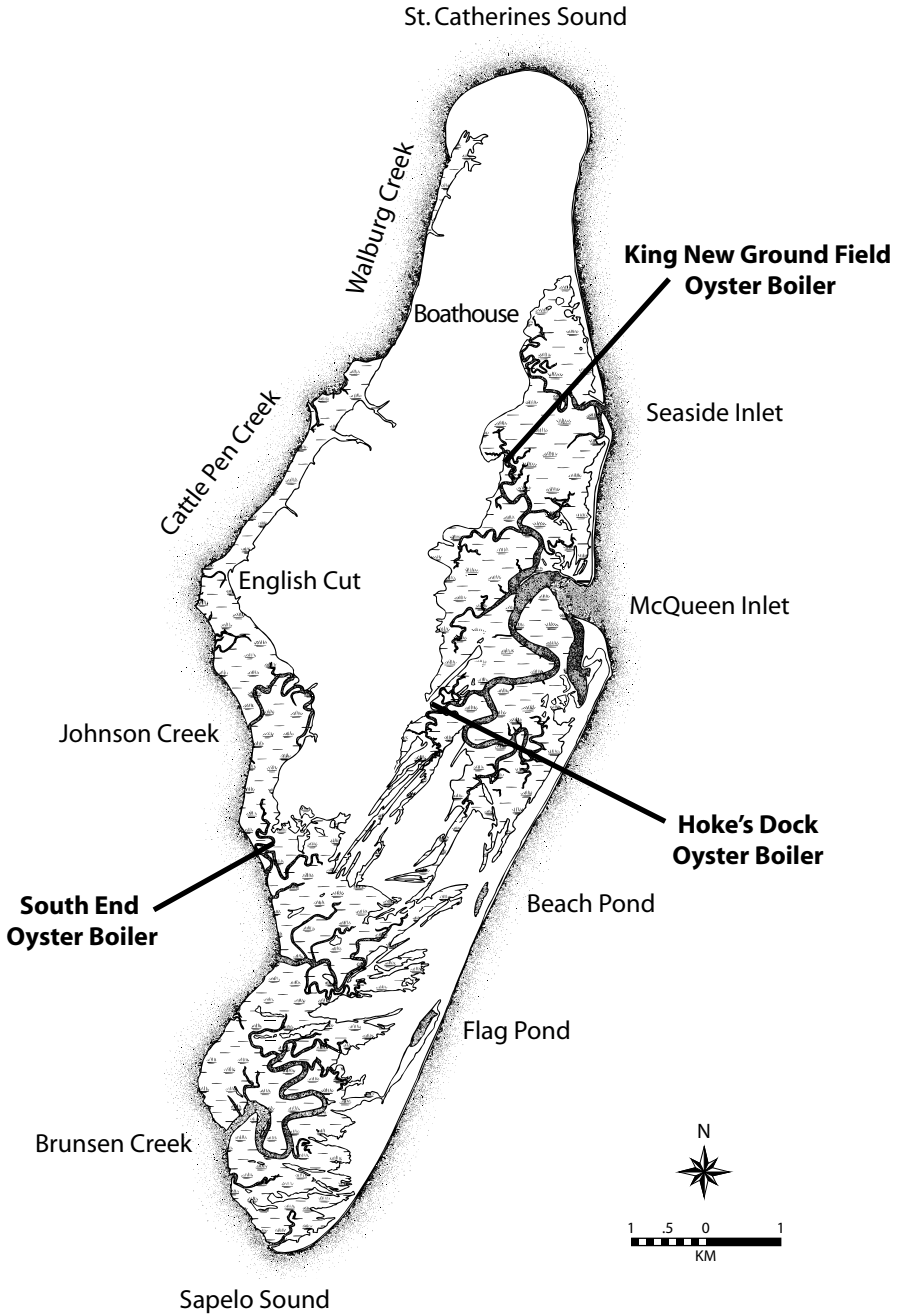 St. Catherines Sound
Walburg Creek
King New Ground Field
Oyster Boiler
Boathouse
Seaside Inlet
Cattle Pen Creek
English Cut
McQueen Inlet
Johnson Creek
Hoke’s Dock
Oyster Boiler
South End
Oyster Boiler
Beach Pond
Flag Pond
Brunsen Creek
N
1 .5 0 1
KM
Sapelo Sound